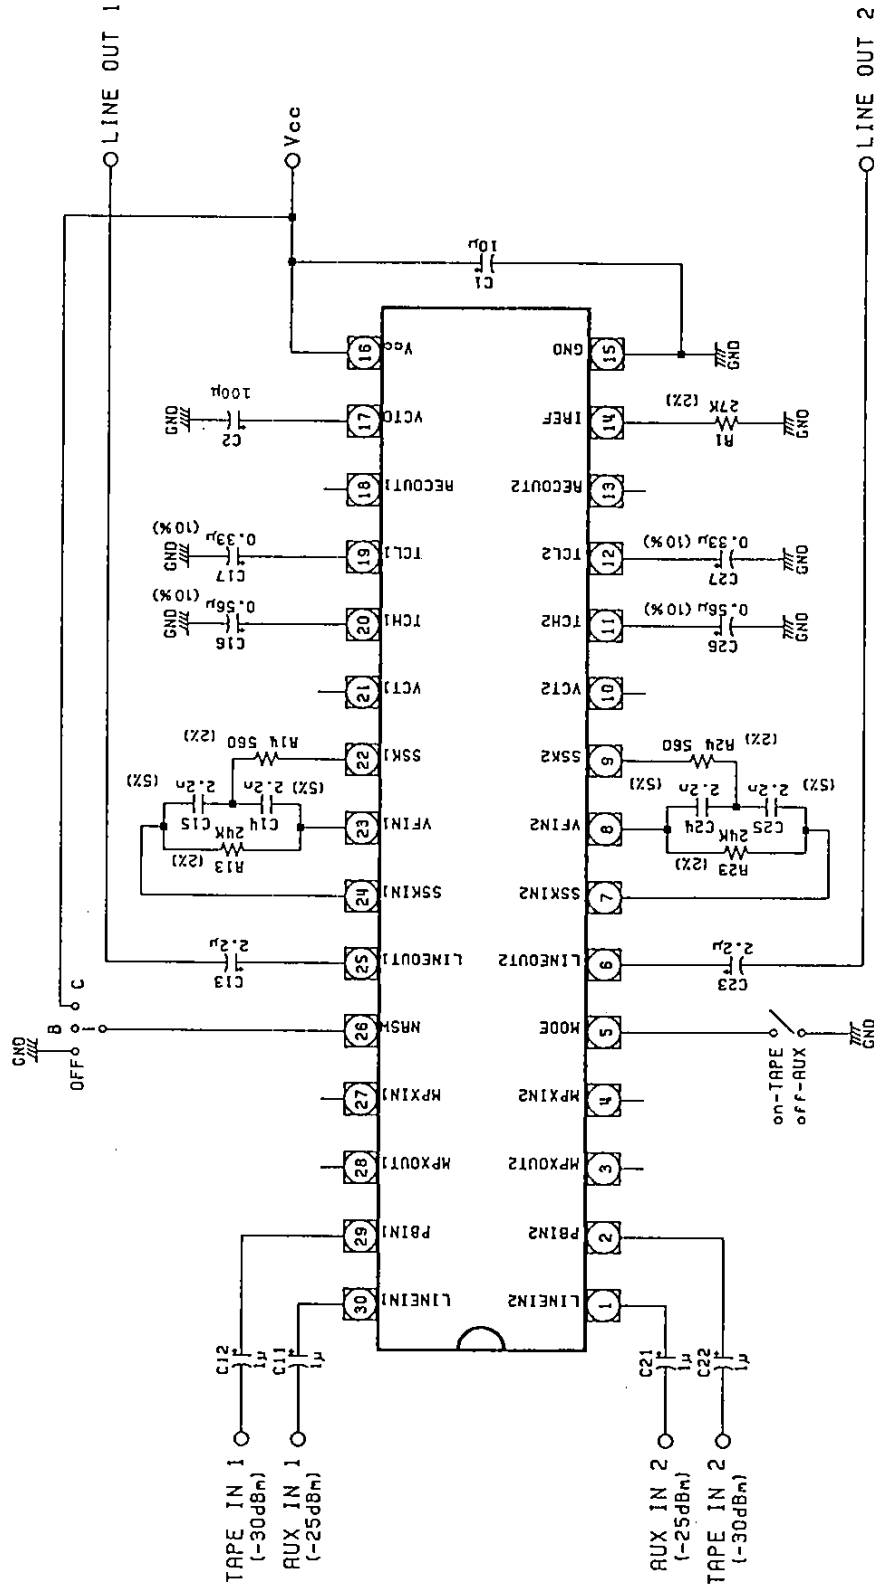 LINE OUT 1
LINE OUT 2
Vcc
10µ
C1
GND
C2
100µ
GND
R1
27K
(2%)
GND
C17
0.33µ (10%)
GND
C27
0.33µ (10%)
GND
C16
0.56µ (10%)
GND
C26
0.56µ (10%)
GND
R14
560
(2%)
C15
2.2n
(5%)
C14
2.2n
(5%)
R13
24K
(2%)
R24
560
(2%)
C24
2.2n
(5%)
C25
2.2n
(5%)
R23
24K
(2%)
C13
2.2µ
C23
2.2µ
GND
OFF
B
C
on-TAPE
off-AUX
GND
16 Vcc
17 VCTO
18 RECOUT1
19 TCL1
20 TCH1
21 VCT1
22 SSK1
23 VFIN1
24 SSKIN1
25 LINEOUT1
26 NRSW
27 MPXIN1
28 MPXOUT1
29 PBIN1
30 LINEIN1
GND 15
IREF 14
RECOUT2 13
TCL2 12
TCH2 11
VCT2 10
SSK2 9
VFIN2 8
SSKIN2 7
LINEOUT2 6
MODE 5
MPXIN2 4
MPXOUT2 3
PBIN2 2
LINEIN2 1
C12
1µ
C11
1µ
C21
1µ
C22
1µ
TAPE IN 1
(-30dBm)
AUX IN 1
(-25dBm)
AUX IN 2
(-25dBm)
TAPE IN 2
(-30dBm)